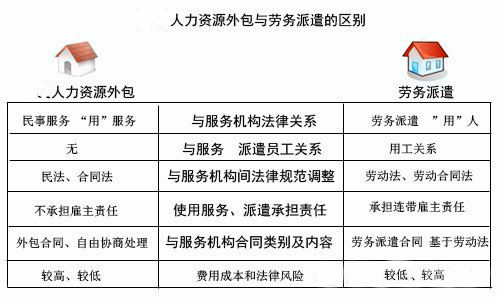 人力资源外包与劳务派遣的区别
人力资源外包 劳务派遣
民事服务 “用”服务 与服务机构法律关系 劳务派遣 ”用”人
无 与服务 派遣员工关系 用工关系
民法、合同法 与服务机构间法律规范调整 劳动法、劳动合同法
不承担雇主责任 使用服务、派遣承担责任 承担连带雇主责任
外包合同、自由协商处理 与服务机构合同类别及内容 劳务派遣合同 基于劳动法
较高、较低 费用成本和法律风险 较低、较高